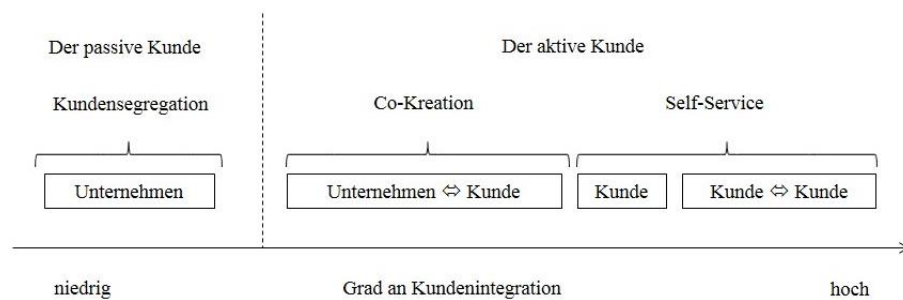 Der passive Kunde
Der aktive Kunde
Kundensegregation
Co-Kreation
Self-Service
Unternehmen
Unternehmen ⇔ Kunde
Kunde
Kunde ⇔ Kunde
niedrig
Grad an Kundenintegration
hoch